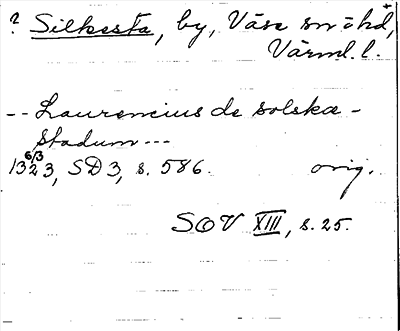 ? Silkesta, by, Väse sn o hd,
Värml. l.
-- Laurencius de solskæ-
stadum ---
1323 6/3, SD 3, s. 586. orig.
SOV XIII, s. 25.